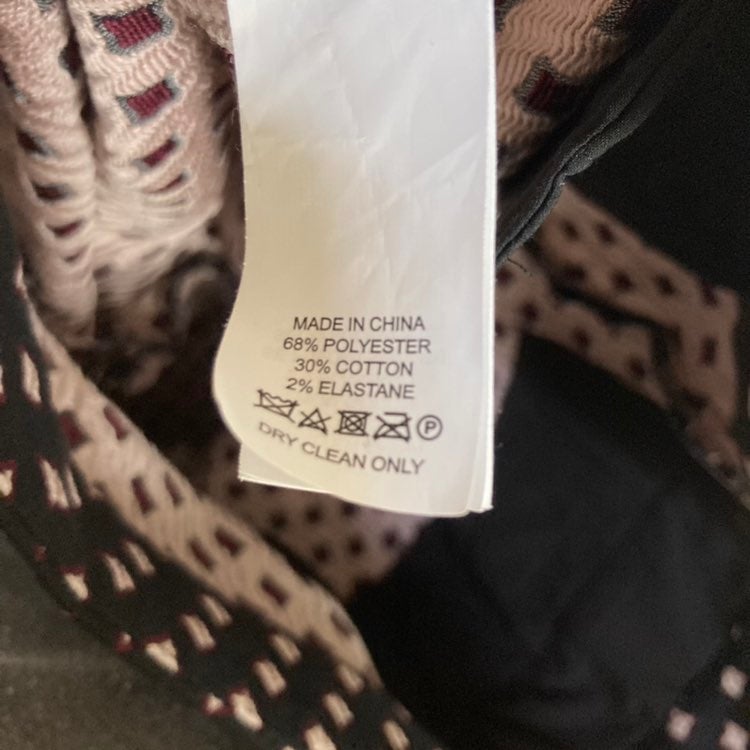 MADE IN CHINA
68% POLYESTER
30% COTTON
2% ELASTANE
P
DRY CLEAN ONLY